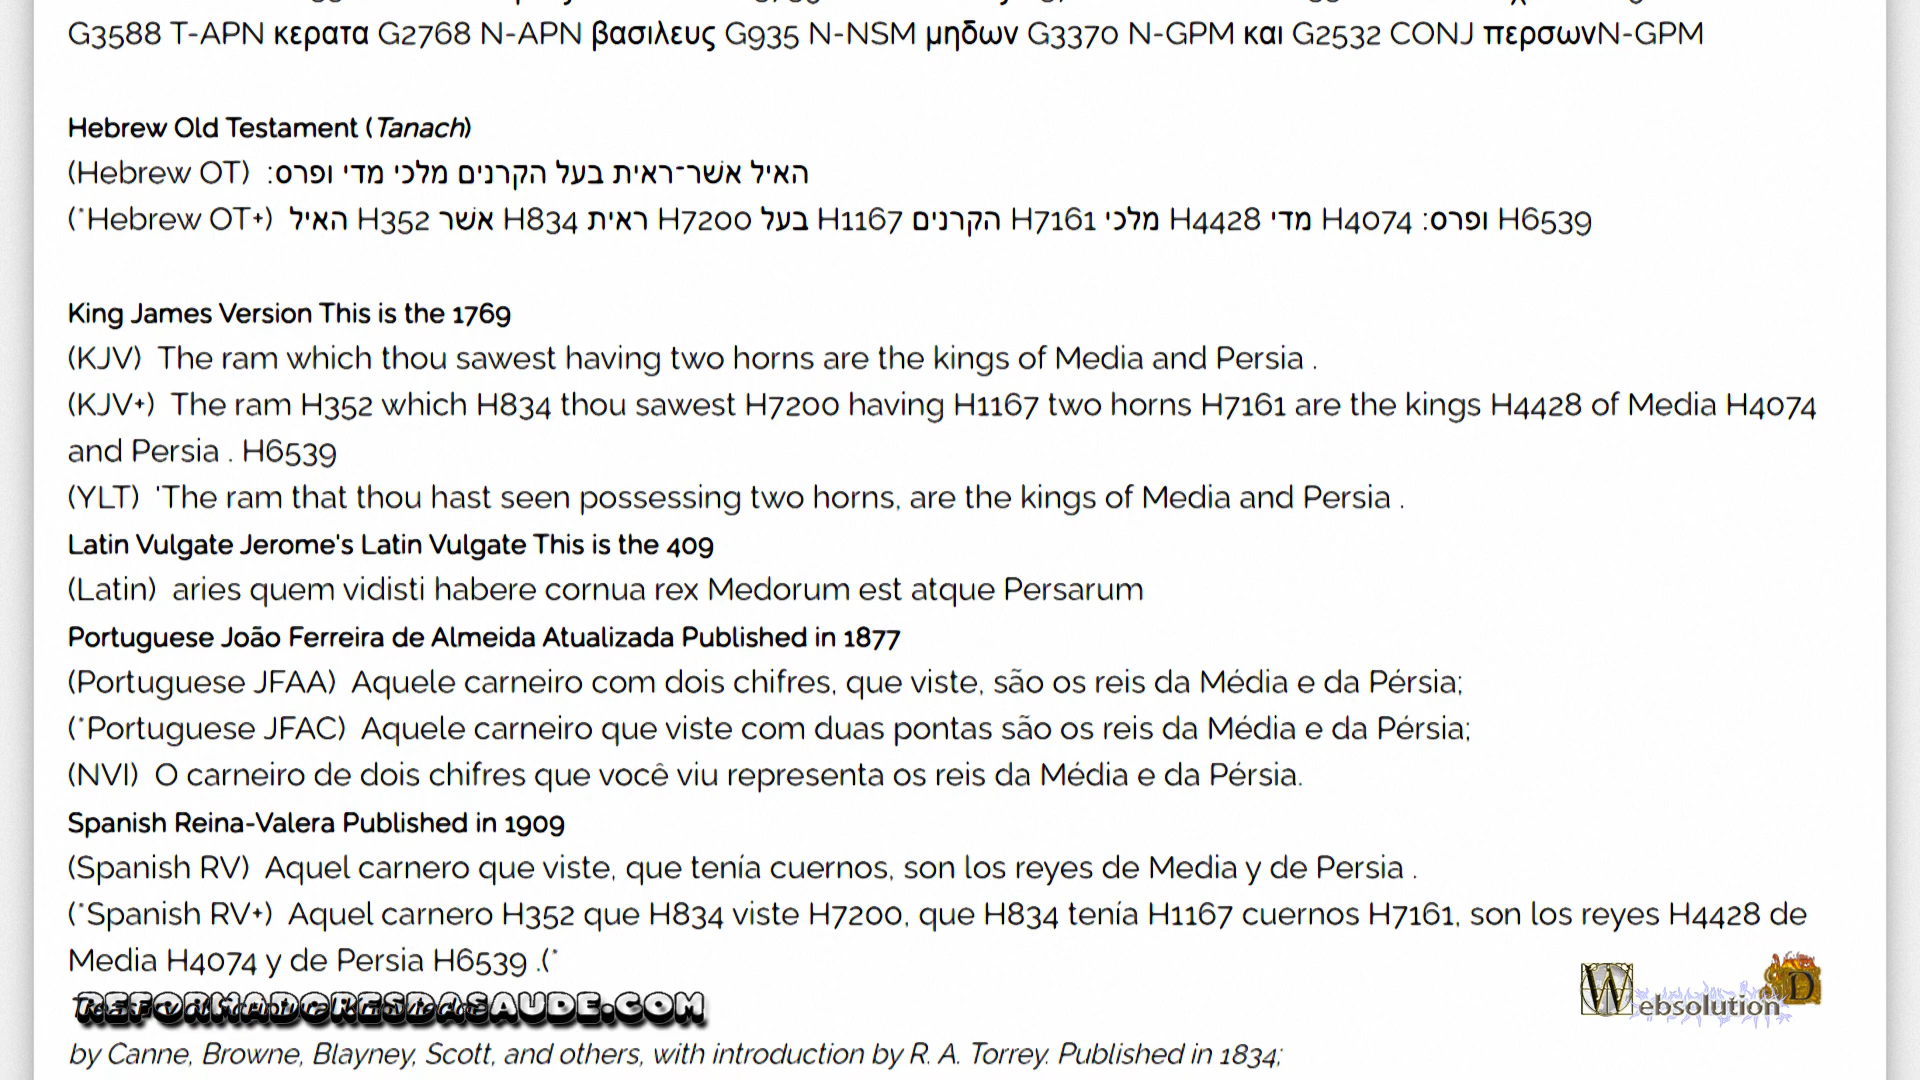 G3588 T-APN κερατα G2768 N-APN βασιλευς G935 N-NSM μηδων G3370 N-GPM και G2532 CONJ περσωνN-GPM
Hebrew Old Testament (Tanach)
(Hebrew OT) האיל אשר־ראית בעל הקרנים מלכי מדי ופרס׃
(*Hebrew OT+) האיל H352 אשר H834 ראית H7200 בעל H1167 הקרנים H7161 מלכי H4428 מדי H4074 ופרס׃ H6539
King James Version This is the 1769
(KJV) The ram which thou sawest having two horns are the kings of Media and Persia .
(KJV+) The ram H352 which H834 thou sawest H7200 having H1167 two horns H7161 are the kings H4428 of Media H4074
and Persia . H6539
(YLT) 'The ram that thou hast seen possessing two horns, are the kings of Media and Persia .
Latin Vulgate Jerome's Latin Vulgate This is the 409
(Latin) aries quem vidisti habere cornua rex Medorum est atque Persarum
Portuguese João Ferreira de Almeida Atualizada Published in 1877
(Portuguese JFAA) Aquele carneiro com dois chifres, que viste, são os reis da Média e da Pérsia;
(*Portuguese JFAC) Aquele carneiro que viste com duas pontas são os reis da Média e da Pérsia;
(NVI) O carneiro de dois chifres que você viu representa os reis da Média e da Pérsia.
Spanish Reina-Valera Published in 1909
(Spanish RV) Aquel carnero que viste, que tenía cuernos, son los reyes de Media y de Persia .
(*Spanish RV+) Aquel carnero H352 que H834 viste H7200, que H834 tenía H1167 cuernos H7161, son los reyes H4428 de
Media H4074 y de Persia H6539 .(*
REFORMADORESDASAUDE.COM
Websolution D
by Canne, Browne, Blayney, Scott, and others, with introduction by R. A. Torrey. Published in 1834;